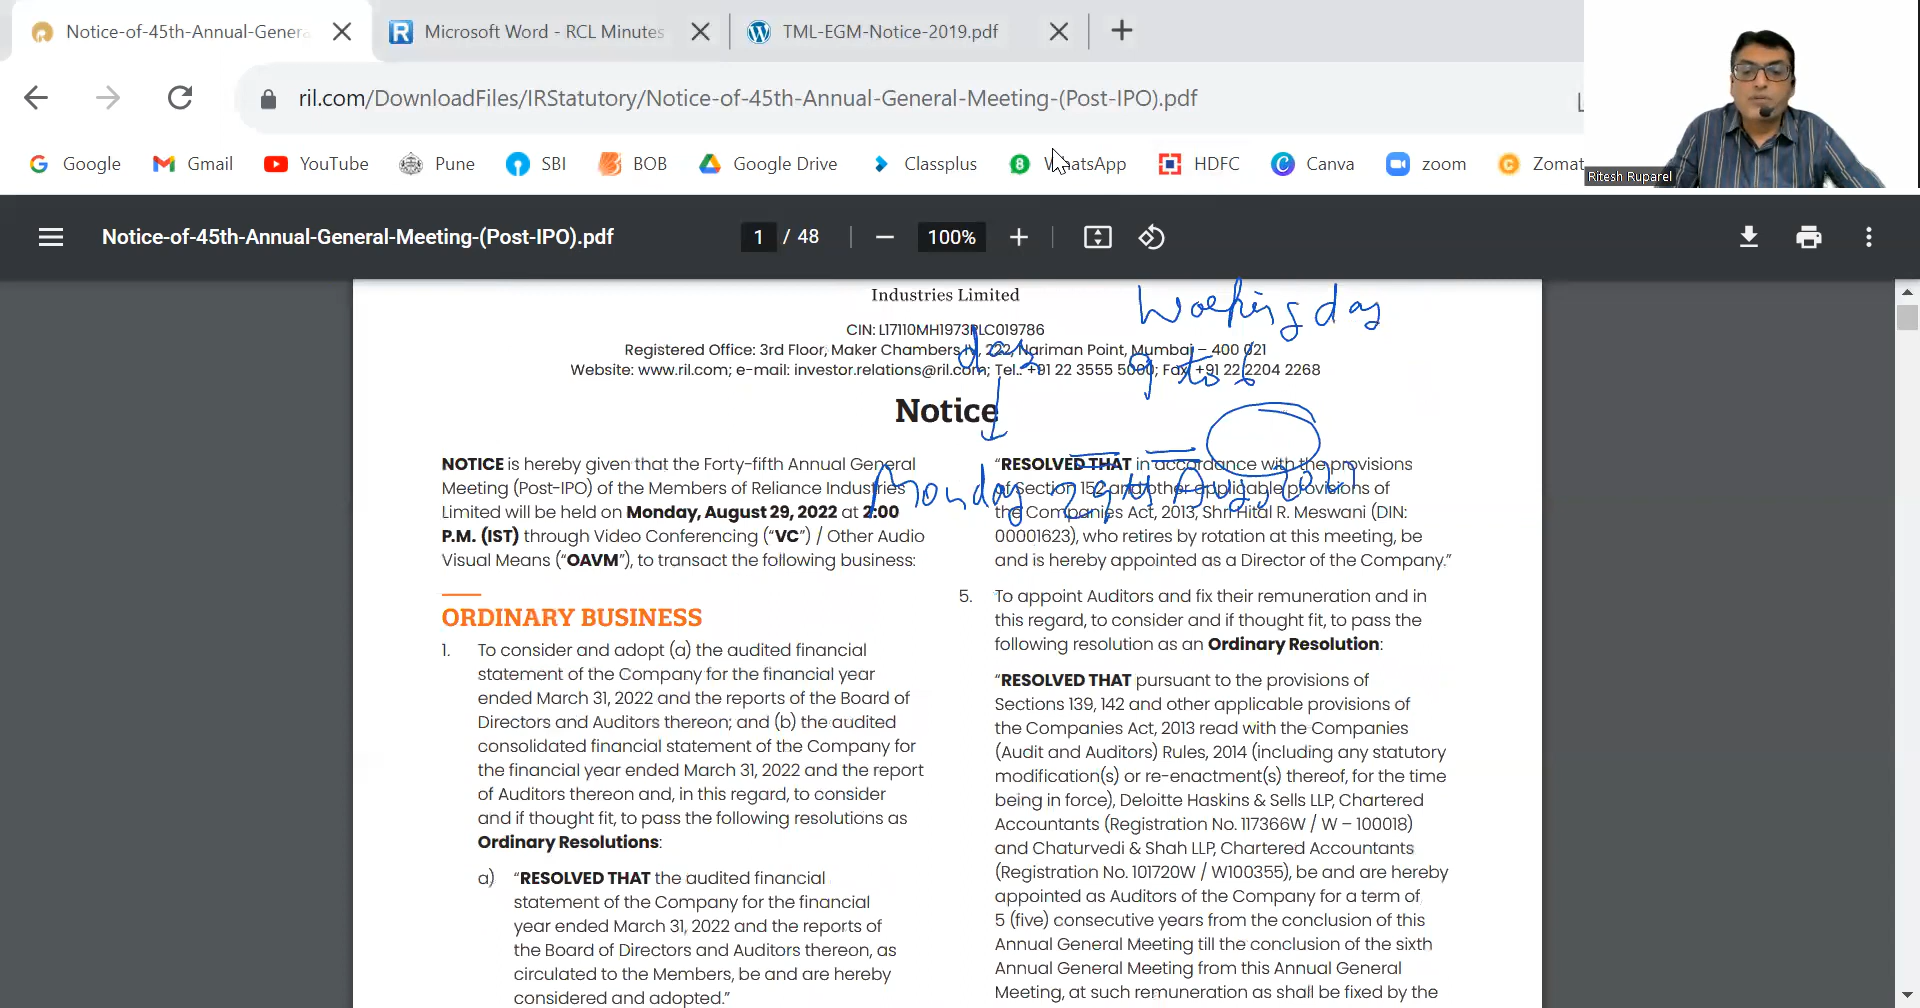 Notice-of-45th-Annual-Genera
Microsoft Word - RCL Minutes
TML-EGM-Notice-2019.pdf
ril.com/DownloadFiles/IRStatutory/Notice-of-45th-Annual-General-Meeting-(Post-IPO).pdf
Google
Gmail
YouTube
Pune
SBI
BOB
Google Drive
Classplus
8
WhatsApp
HDFC
Canva
zoom
Zomat
Ritesh Ruparel
Notice-of-45th-Annual-General-Meeting-(Post-IPO).pdf
1 / 48
100%
Industries Limited
CIN: L17110MH1973PLC019786
Registered Office: 3rd Floor, Maker Chambers IV, 222, Nariman Point, Mumbai – 400 021
Website: www.ril.com; e-mail: investor.relations@ril.com; Tel.: +91 22 3555 5000; Fax: +91 22 2204 2268
Working day
9 to 6
day
Monday 29th Aug, 2022
Notice
NOTICE is hereby given that the Forty-fifth Annual General
Meeting (Post-IPO) of the Members of Reliance Industries
Limited will be held on Monday, August 29, 2022 at 2:00
P.M. (IST) through Video Conferencing (“VC”) / Other Audio
Visual Means (“OAVM”), to transact the following business:
ORDINARY BUSINESS
1. To consider and adopt (a) the audited financial
statement of the Company for the financial year
ended March 31, 2022 and the reports of the Board of
Directors and Auditors thereon; and (b) the audited
consolidated financial statement of the Company for
the financial year ended March 31, 2022 and the report
of Auditors thereon and, in this regard, to consider
and if thought fit, to pass the following resolutions as
Ordinary Resolutions:
a) “RESOLVED THAT the audited financial
statement of the Company for the financial
year ended March 31, 2022 and the reports of
the Board of Directors and Auditors thereon, as
circulated to the Members, be and are hereby
considered and adopted.”
“RESOLVED THAT in accordance with the provisions
of Section 152 and other applicable provisions of
the Companies Act, 2013, Shri Hital R. Meswani (DIN:
00001623), who retires by rotation at this meeting, be
and is hereby appointed as a Director of the Company.”
5. To appoint Auditors and fix their remuneration and in
this regard, to consider and if thought fit, to pass the
following resolution as an Ordinary Resolution:
“RESOLVED THAT pursuant to the provisions of
Sections 139, 142 and other applicable provisions of
the Companies Act, 2013 read with the Companies
(Audit and Auditors) Rules, 2014 (including any statutory
modification(s) or re-enactment(s) thereof, for the time
being in force), Deloitte Haskins & Sells LLP, Chartered
Accountants (Registration No. 117366W / W – 100018)
and Chaturvedi & Shah LLP, Chartered Accountants
(Registration No. 101720W / W100355), be and are hereby
appointed as Auditors of the Company for a term of
5 (five) consecutive years from the conclusion of this
Annual General Meeting till the conclusion of the sixth
Annual General Meeting from this Annual General
Meeting, at such remuneration as shall be fixed by the